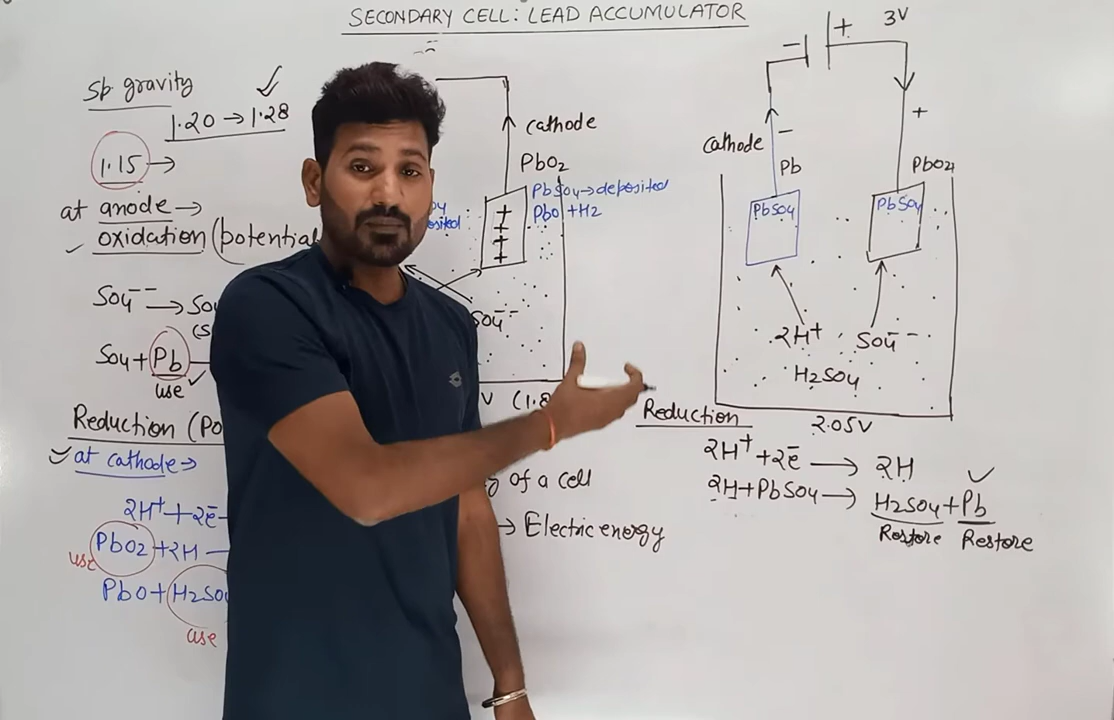 SECONDARY CELL: LEAD ACCUMULATOR
Sp. gravity
1.20 → 1.28
1.15 →
at anode →
oxidation (potential
SO4-- → SO
SO4 + Pb
use
Reduction (Po
at cathode →
2H+ + 2e-
PbO2 + 2H
use
PbO + H2SO
use
cathode
PbO2
PbSO4 → deposited
PbO + H2
+
+
+
+
SO4--
V (1.8
of a cell
→ Electric energy
- + 3V
+
cathode -
Pb
PbO2
PbSO4
PbSO4
2H+
SO4--
H2SO4
2.05V
Reduction
2H+ + 2e- → 2H
2H + PbSO4 → H2SO4 + Pb
Restore Restore